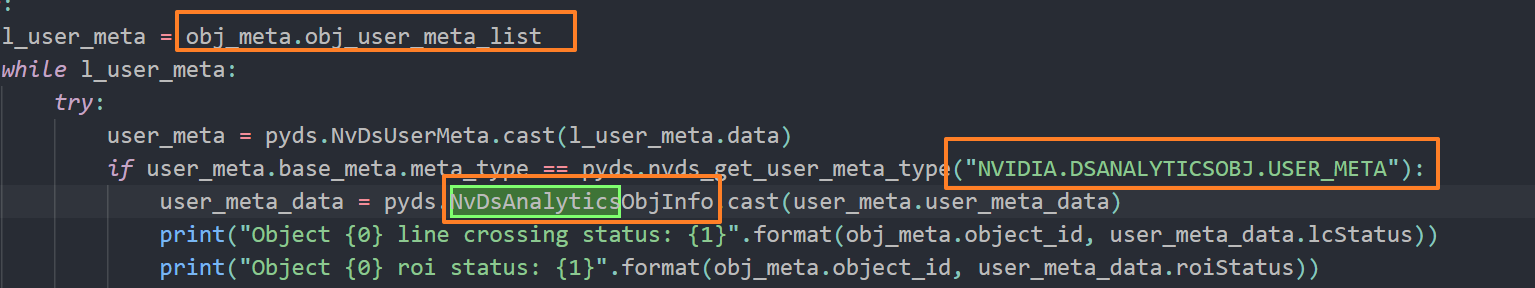 :
l_user_meta = obj_meta.obj_user_meta_list
while l_user_meta:
try:
user_meta = pyds.NvDsUserMeta.cast(l_user_meta.data)
if user_meta.base_meta.meta_type == pyds.nvds_get_user_meta_type("NVIDIA.DSANALYTICSOBJ.USER_META"):
user_meta_data = pyds.NvDsAnalyticsObjInfo.cast(user_meta.user_meta_data)
print("Object {0} line crossing status: {1}".format(obj_meta.object_id, user_meta_data.lcStatus))
print("Object {0} roi status: {1}".format(obj_meta.object_id, user_meta_data.roiStatus))